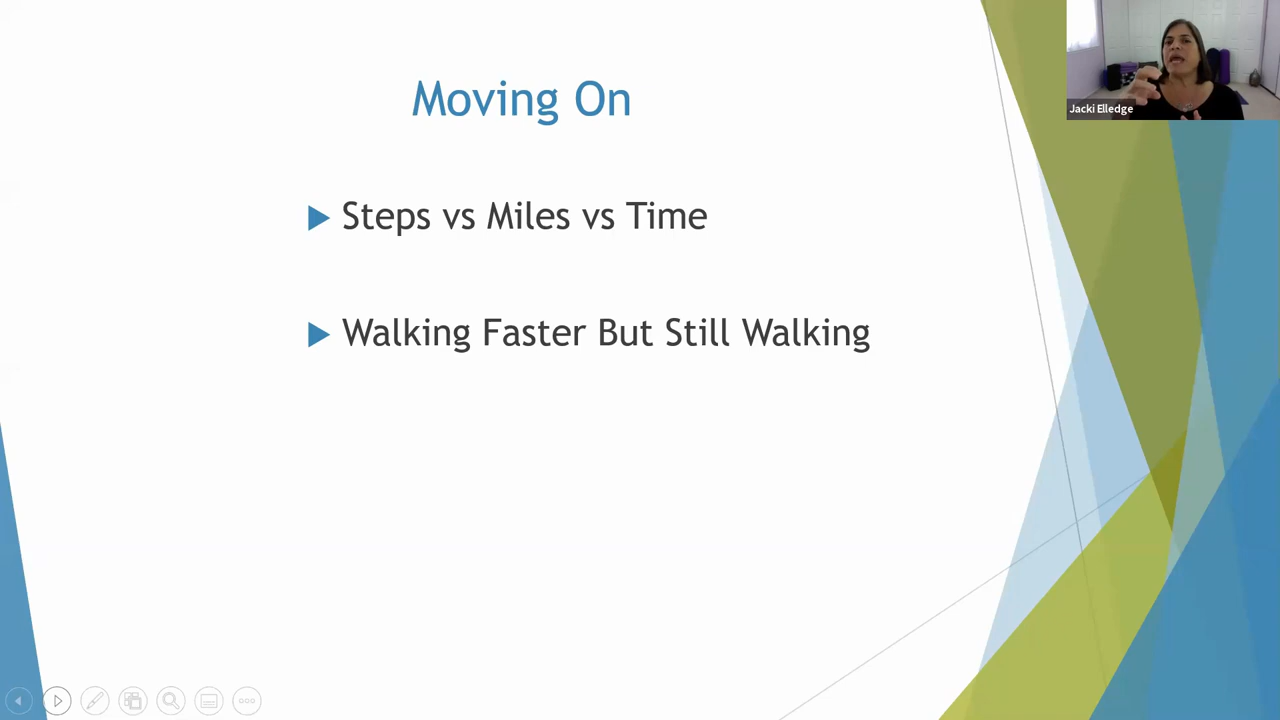 Moving On
Steps vs Miles vs Time
Walking Faster But Still Walking
Jacki Elledge